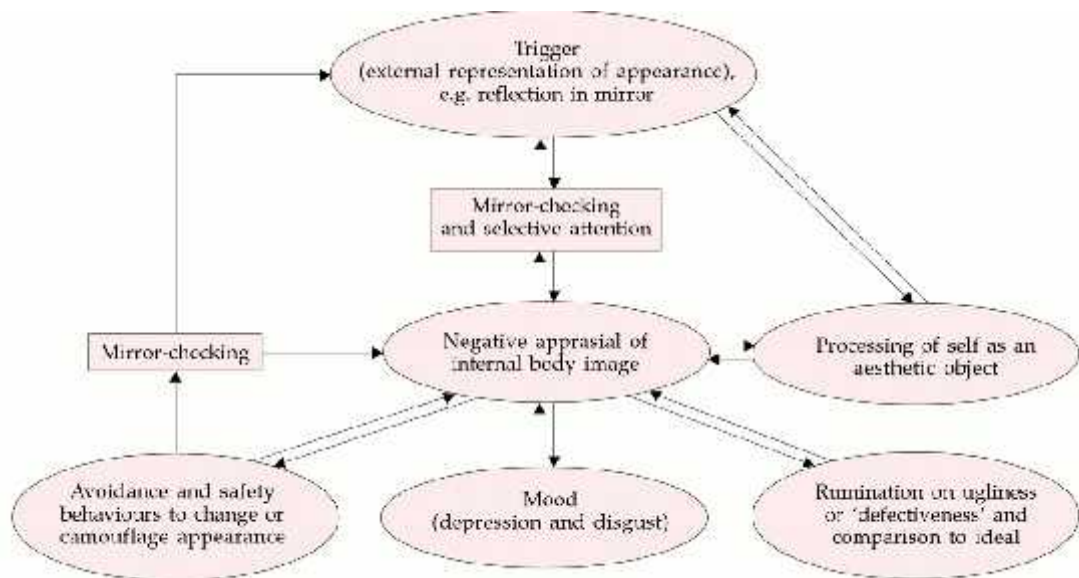 Trigger
(external representation of appearance),
e.g. reflection in mirror
Mirror-checking
and selective attention
Mirror-checking
Negative apprasial of
internal body image
Processing of self as an
aesthetic object
Avoidance and safety
behaviours to change or
camouflage appearance
Mood
(depression and disgust)
Rumination on ugliness
or 'defectiveness' and
comparison to ideal